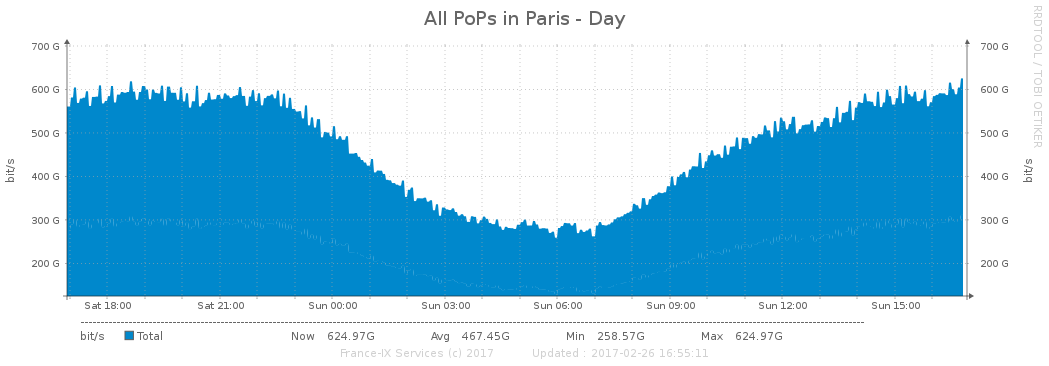 All PoPs in Paris - Day
RRDTOOL / TOBI OETIKER
700 G 700 G
600 G 600 G
500 G 500 G
400 G 400 G
300 G 300 G
200 G 200 G
bit/s bit/s
Sat 18:00 Sat 21:00 Sun 00:00 Sun 03:00 Sun 06:00 Sun 09:00 Sun 12:00 Sun 15:00
bit/s Total Now 624.97G Avg 467.45G Min 258.57G Max 624.97G
France-IX Services (c) 2017 Updated : 2017-02-26 16:55:11